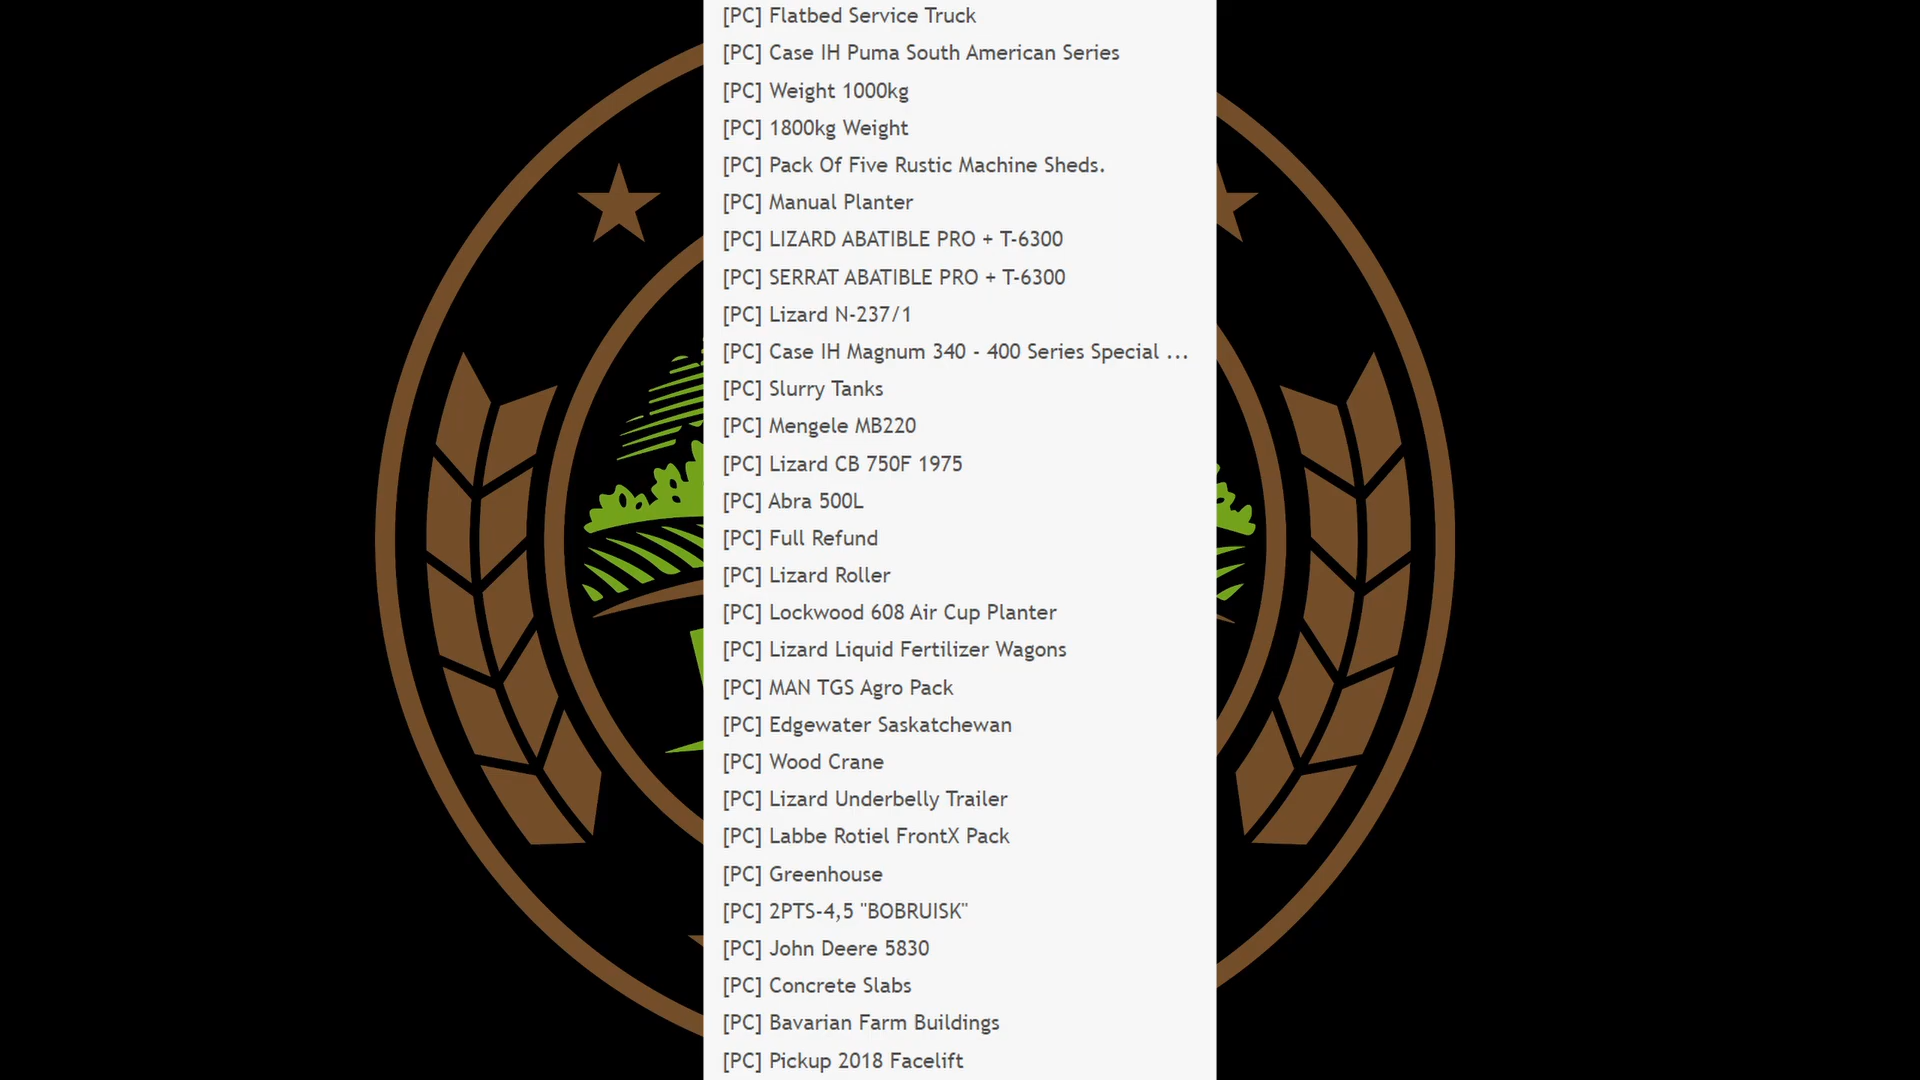 [PC] Flatbed Service Truck
[PC] Case IH Puma South American Series
[PC] Weight 1000kg
[PC] 1800kg Weight
[PC] Pack Of Five Rustic Machine Sheds.
[PC] Manual Planter
[PC] LIZARD ABATIBLE PRO + T-6300
[PC] SERRAT ABATIBLE PRO + T-6300
[PC] Lizard N-237/1
[PC] Case IH Magnum 340 - 400 Series Special ...
[PC] Slurry Tanks
[PC] Mengele MB220
[PC] Lizard CB 750F 1975
[PC] Abra 500L
[PC] Full Refund
[PC] Lizard Roller
[PC] Lockwood 608 Air Cup Planter
[PC] Lizard Liquid Fertilizer Wagons
[PC] MAN TGS Agro Pack
[PC] Edgewater Saskatchewan
[PC] Wood Crane
[PC] Lizard Underbelly Trailer
[PC] Labbe Rotiel FrontX Pack
[PC] Greenhouse
[PC] 2PTS-4,5 "BOBRUISK"
[PC] John Deere 5830
[PC] Concrete Slabs
[PC] Bavarian Farm Buildings
[PC] Pickup 2018 Facelift